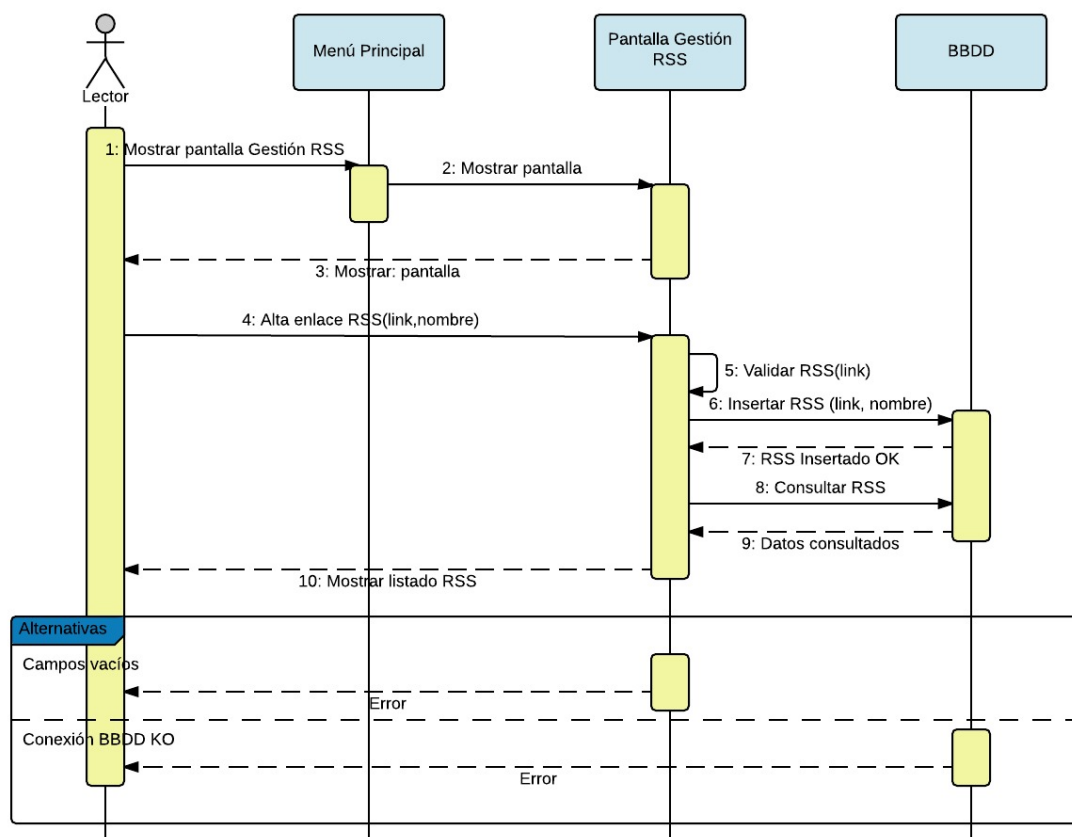 Lector
Menú Principal
Pantalla Gestión
RSS
BBDD
1: Mostrar pantalla Gestión RSS
2: Mostrar pantalla
3: Mostrar: pantalla
4: Alta enlace RSS(link,nombre)
5: Validar RSS(link)
6: Insertar RSS (link, nombre)
7: RSS Insertado OK
8: Consultar RSS
9: Datos consultados
10: Mostrar listado RSS
Alternativas
Campos vacíos
Error
Conexión BBDD KO
Error